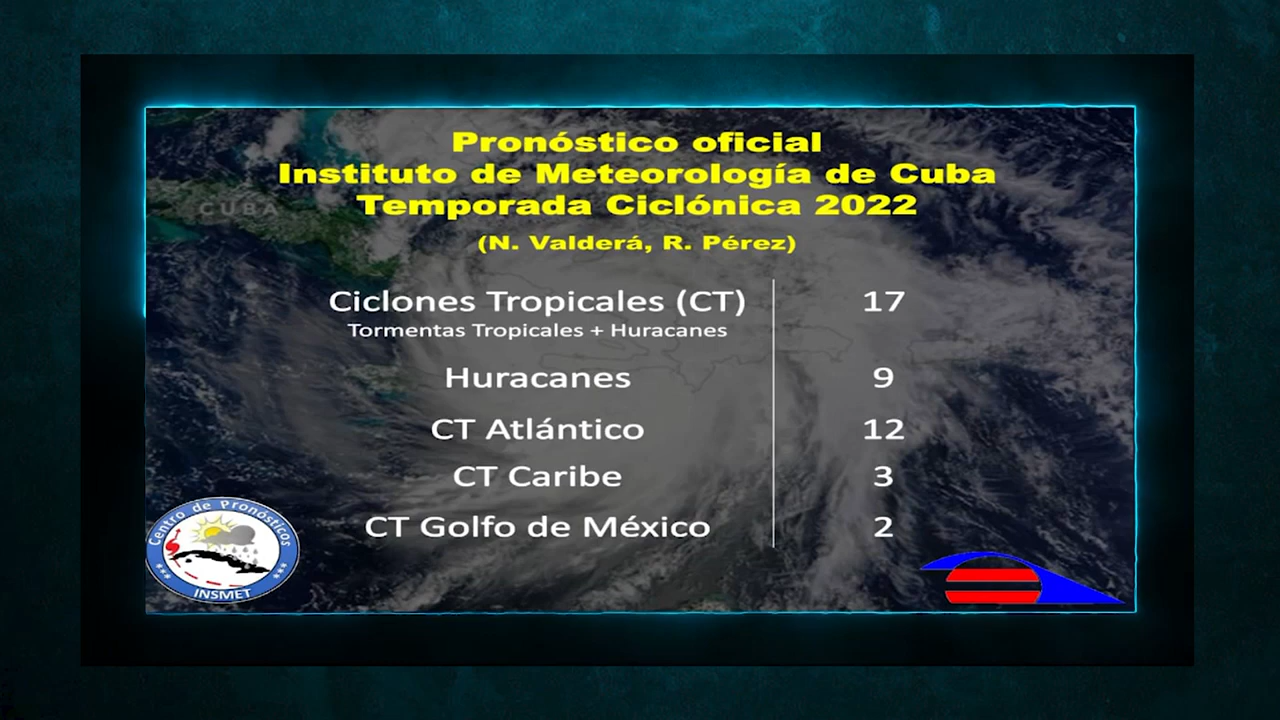 Pronóstico oficial
Instituto de Meteorología de Cuba
Temporada Ciclónica 2022
(N. Valderá, R. Pérez)
CUBA
Ciclones Tropicales (CT) 17
Tormentas Tropicales + Huracanes
Huracanes 9
CT Atlántico 12
CT Caribe 3
CT Golfo de México 2
Centro de Pronósticos
*** INSMET ***